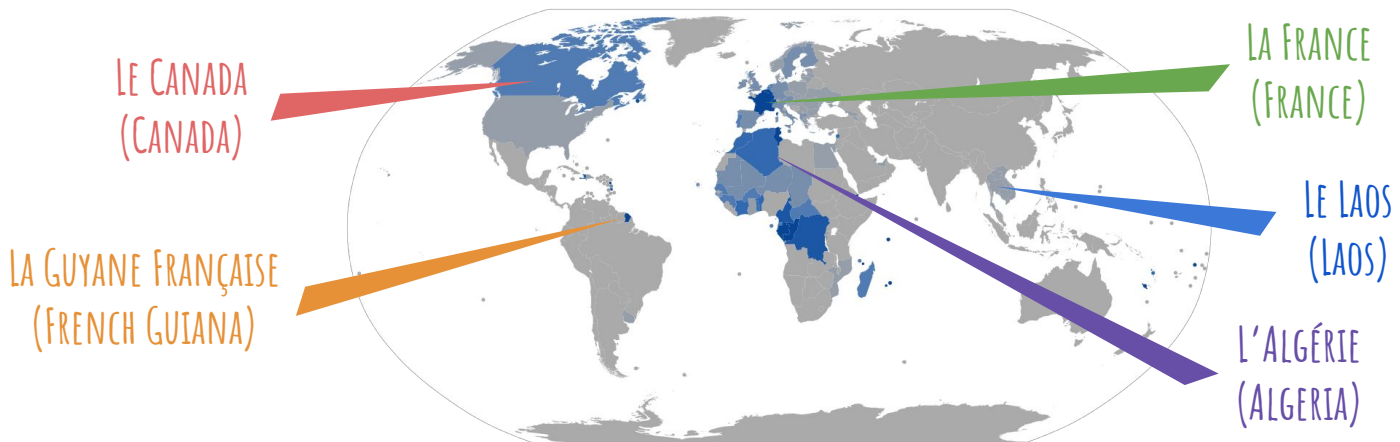 Le Canada
(Canada)
La Guyane Française
(French Guiana)
La France
(France)
Le Laos
(Laos)
L'Algérie
(Algeria)